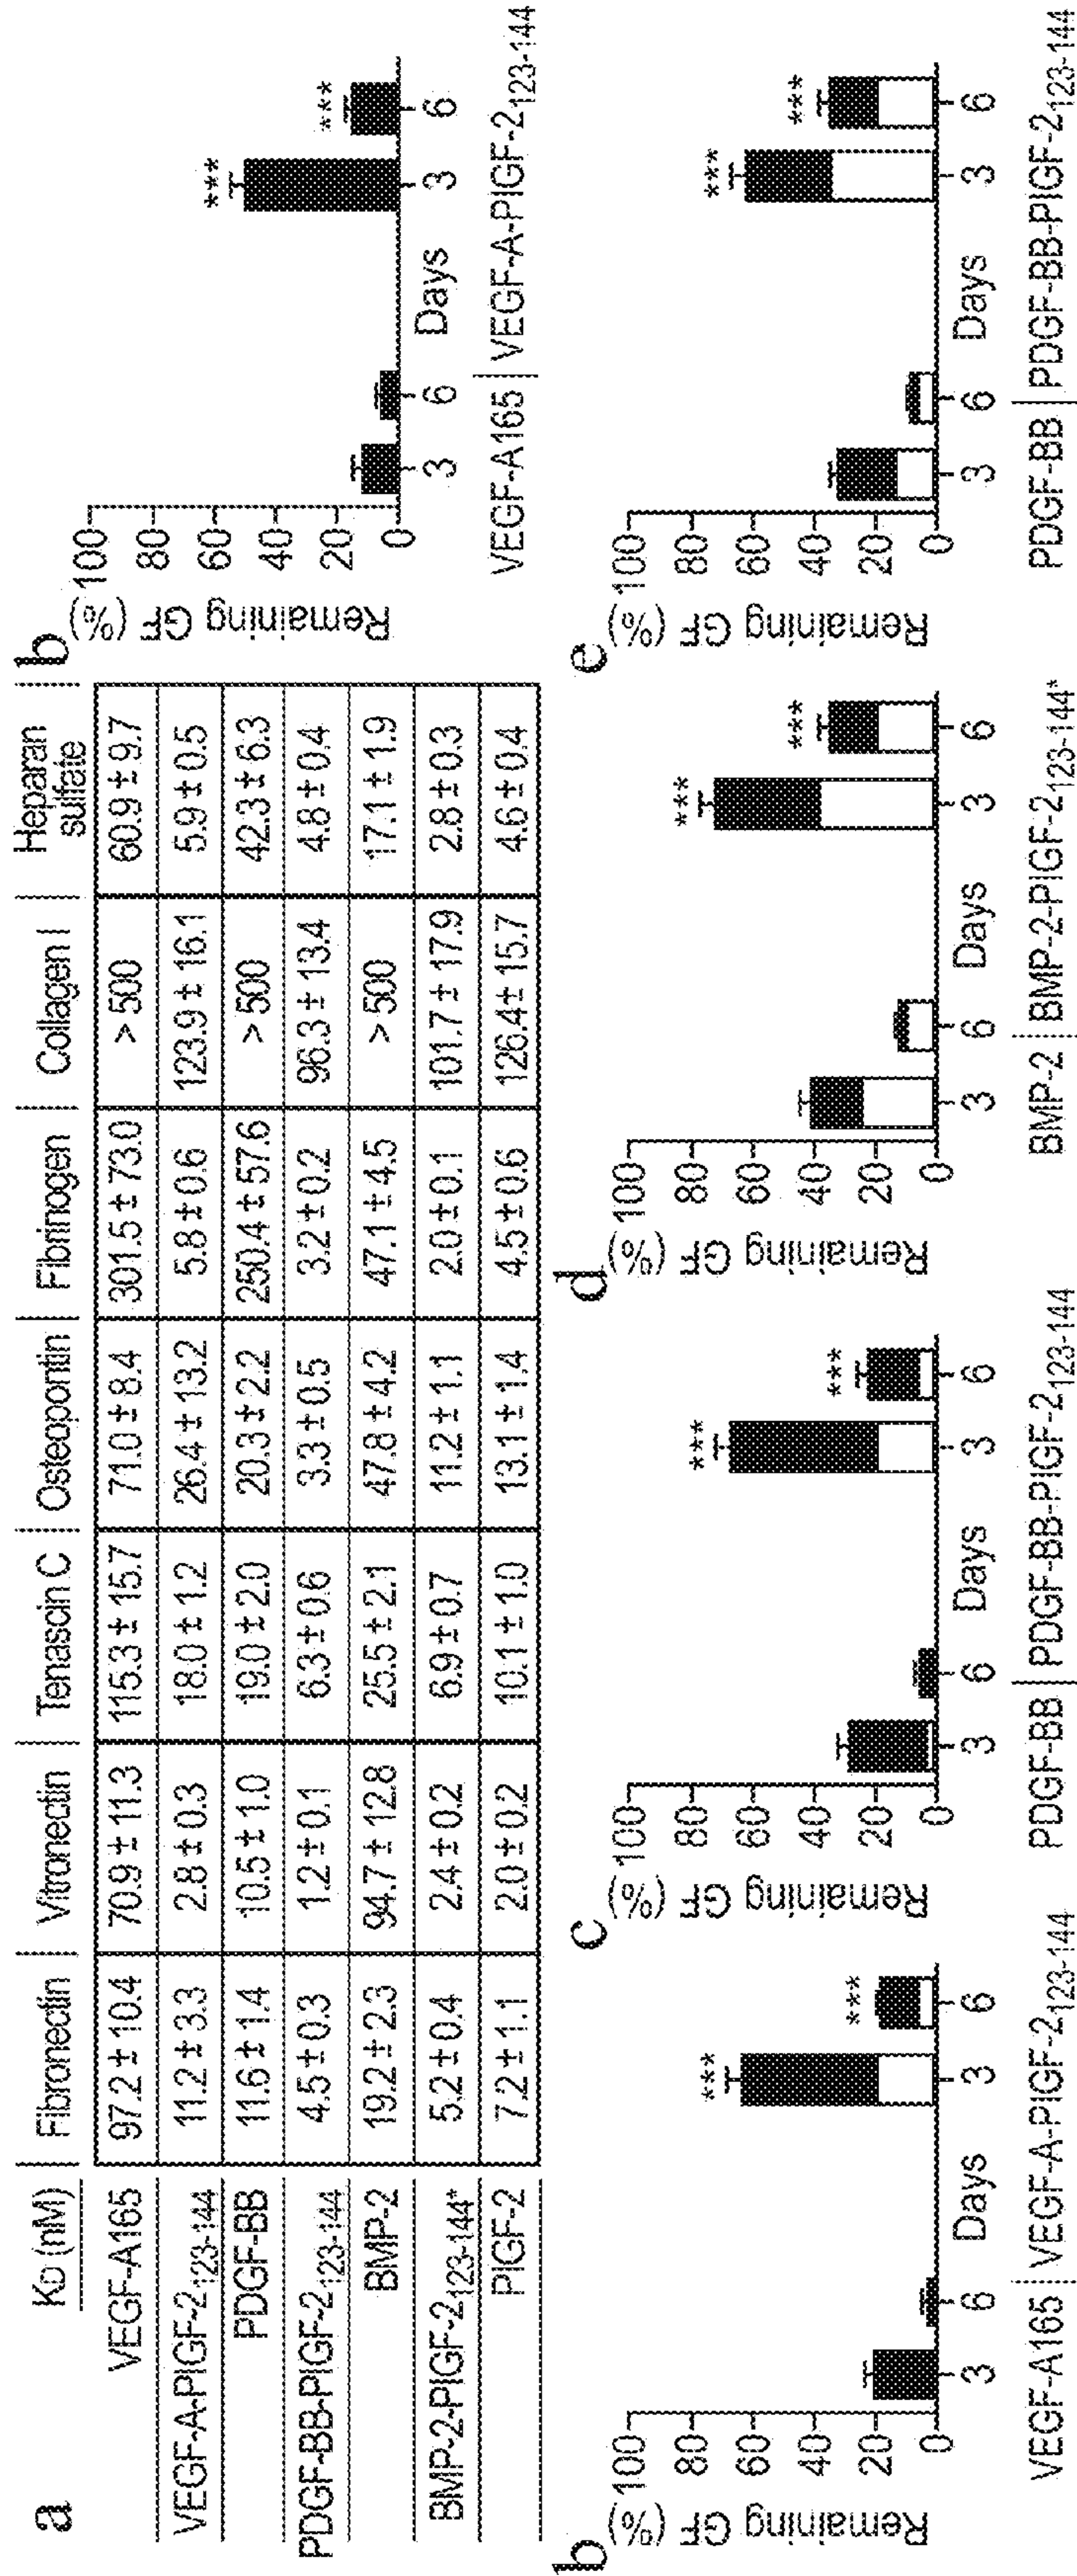 a
KD (nM) Fibronectin Vitronectin Tenascin C Osteopontin Fibrinogen Collagen I Heparan sulfate
VEGF-A165 97.2 ± 10.4 70.9 ± 11.3 115.3 ± 15.7 71.0 ± 8.4 301.5 ± 73.0 > 500 60.9 ± 9.7
VEGF-A-PlGF-2123-144 11.2 ± 3.3 2.8 ± 0.3 18.0 ± 1.2 26.4 ± 13.2 5.8 ± 0.6 123.9 ± 16.1 5.9 ± 0.5
PDGF-BB 11.6 ± 1.4 10.5 ± 1.0 19.0 ± 2.0 20.3 ± 2.2 250.4 ± 57.6 > 500 42.3 ± 6.3
PDGF-BB-PlGF-2123-144 4.5 ± 0.3 1.2 ± 0.1 6.3 ± 0.6 3.3 ± 0.5 3.2 ± 0.2 96.3 ± 13.4 4.8 ± 0.4
BMP-2 19.2 ± 2.3 94.7 ± 12.8 25.5 ± 2.1 47.8 ± 4.2 47.1 ± 4.5 > 500 17.1 ± 1.9
BMP-2-PlGF-2123-144* 5.2 ± 0.4 2.4 ± 0.2 6.9 ± 0.7 11.2 ± 1.1 2.0 ± 0.1 101.7 ± 17.9 2.8 ± 0.3
PlGF-2 7.2 ± 1.1 2.0 ± 0.2 10.1 ± 1.0 13.1 ± 1.4 4.5 ± 0.6 126.4 ± 15.7 4.6 ± 0.4
b
Remaining GF (%)
100
80
60
40
20
0
*** ***
3 6 Days 3 6
VEGF-A165 VEGF-A-PlGF-2123-144
b
Remaining GF (%)
100
80
60
40
20
0
*** ***
3 6 Days 3 6
VEGF-A165 VEGF-A-PlGF-2123-144
c
Remaining GF (%)
100
80
60
40
20
0
*** ***
3 6 Days 3 6
PDGF-BB PDGF-BB-PlGF-2123-144
d
Remaining GF (%)
100
80
60
40
20
0
*** ***
3 6 Days 3 6
BMP-2 BMP-2-PlGF-2123-144*
e
Remaining GF (%)
100
80
60
40
20
0
*** ***
3 6 Days 3 6
PDGF-BB PDGF-BB-PlGF-2123-144